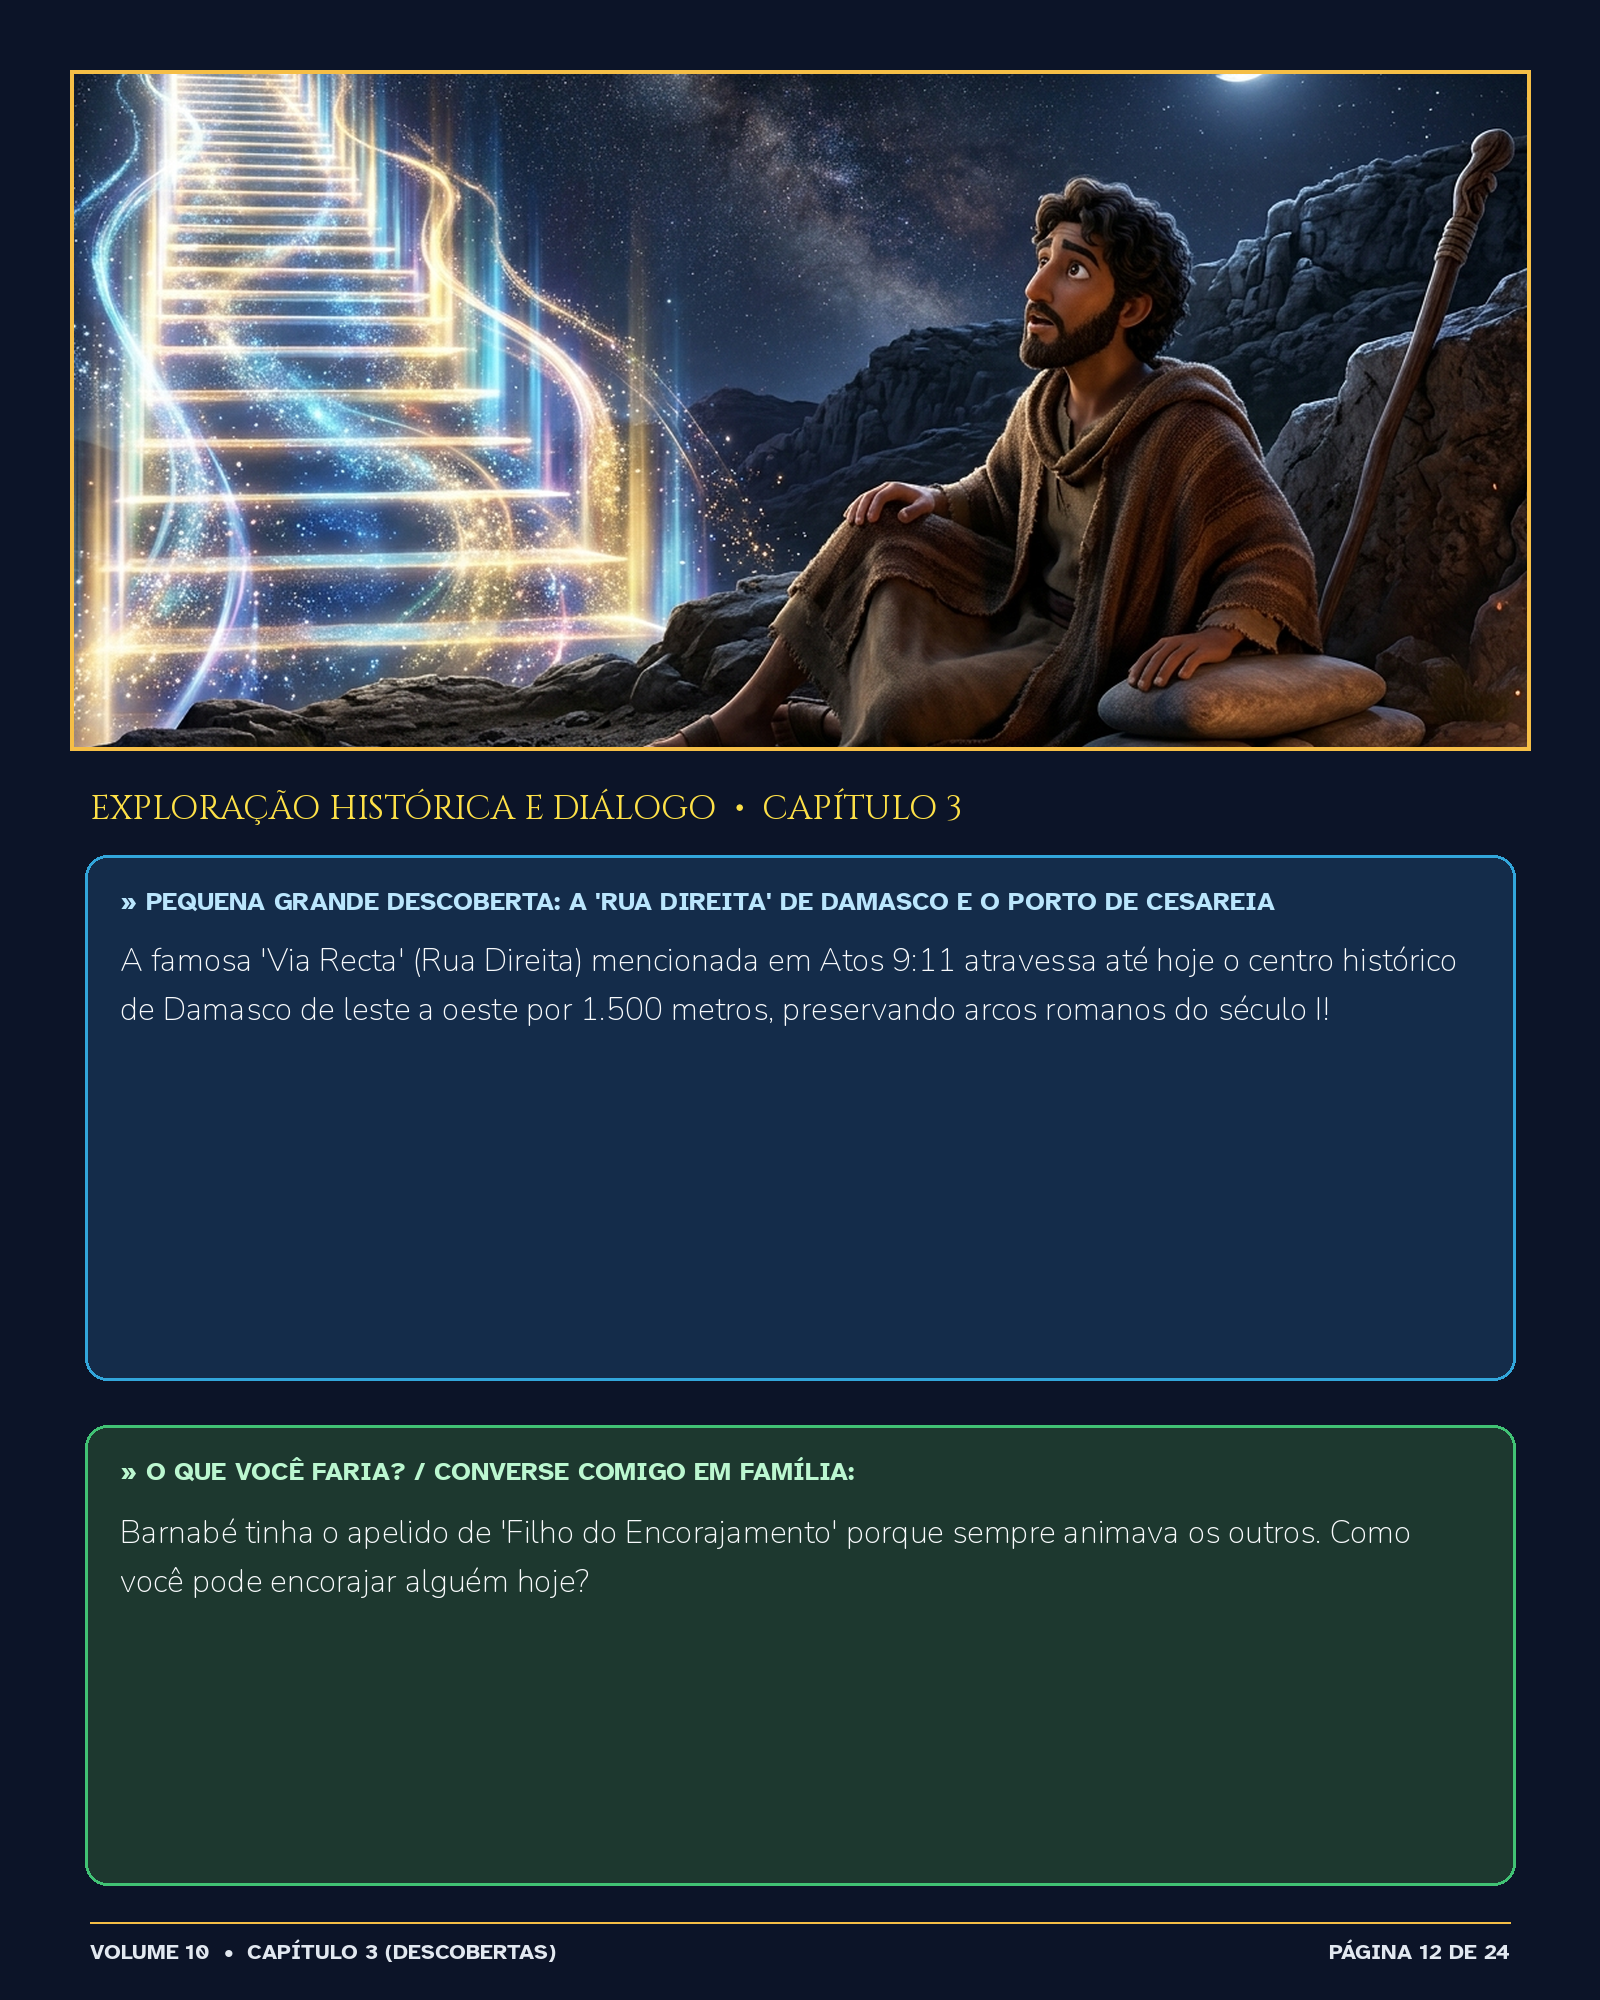 EXPLORAÇÃO HISTÓRICA E DIÁLOGO • CAPÍTULO 3
» PEQUENA GRANDE DESCOBERTA: A 'RUA DIREITA' DE DAMASCO E O PORTO DE CESAREIA
A famosa 'Via Recta' (Rua Direita) mencionada em Atos 9:11 atravessa até hoje o centro histórico
de Damasco de leste a oeste por 1.500 metros, preservando arcos romanos do século I!
» O QUE VOCÊ FARIA? / CONVERSE COMIGO EM FAMÍLIA:
Barnabé tinha o apelido de 'Filho do Encorajamento' porque sempre animava os outros. Como
você pode encorajar alguém hoje?
VOLUME 10 • CAPÍTULO 3 (DESCOBERTAS)
PÁGINA 12 DE 24